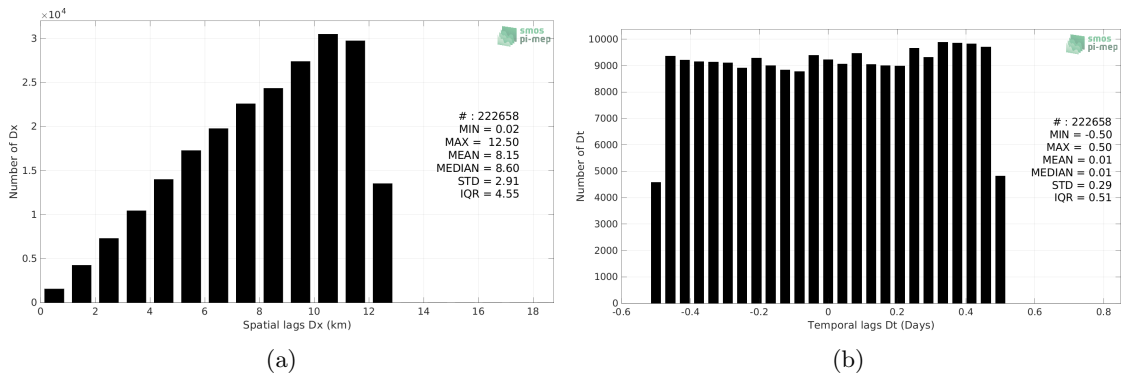 ×10⁴
3
2.5
2
1.5
1
0.5
0
0
2
4
6
8
10
12
14
16
18
Number of Dx
Spatial lags Dx (km)
smos
pi-mep
# : 222658
MIN = 0.02
MAX = 12.50
MEAN = 8.15
MEDIAN = 8.60
STD = 2.91
IQR = 4.55
(a)
10000
9000
8000
7000
6000
5000
4000
3000
2000
1000
0
-0.6
-0.4
-0.2
0
0.2
0.4
0.6
0.8
Number of Dt
Temporal lags Dt (Days)
smos
pi-mep
# : 222658
MIN = -0.50
MAX = 0.50
MEAN = 0.01
MEDIAN = 0.01
STD = 0.29
IQR = 0.51
(b)